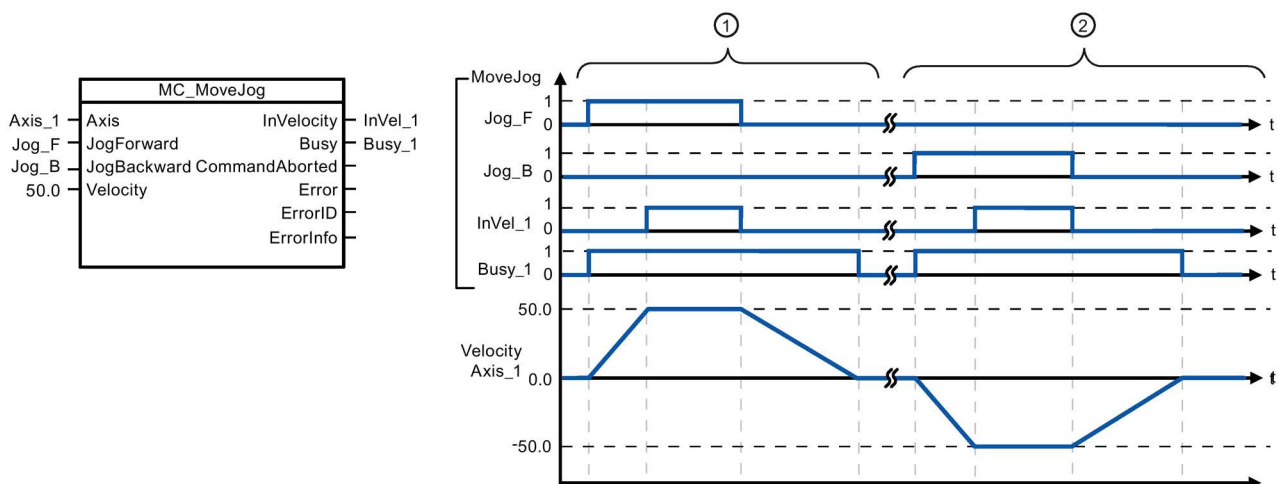 ① ②
MC_MoveJog
Axis_1 Axis InVelocity InVel_1
Jog_F JogForward Busy Busy_1
Jog_B JogBackward CommandAborted
50.0 Velocity Error
ErrorID
ErrorInfo
MoveJog
1
Jog_F 0 t
1
Jog_B 0 t
1
InVel_1 0 t
1
Busy_1 0 t
50.0
Velocity
Axis_1 0.0 t
-50.0